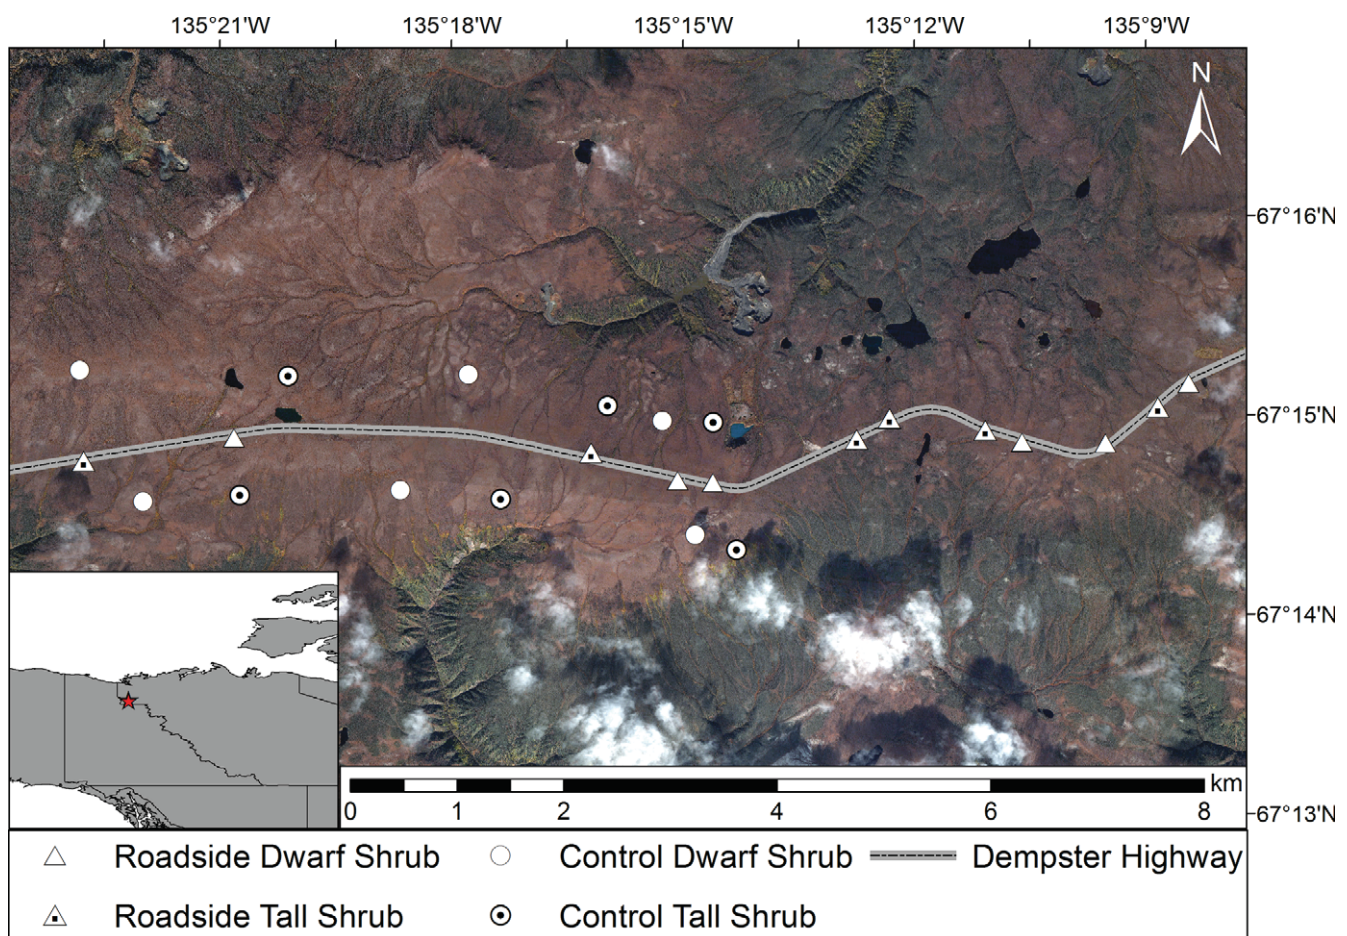 135°21'W 135°18'W 135°15'W 135°12'W 135°9'W
N
67°16'N
67°15'N
67°14'N
67°13'N
km
0 1 2 4 6 8
Roadside Dwarf Shrub Control Dwarf Shrub Dempster Highway
Roadside Tall Shrub Control Tall Shrub